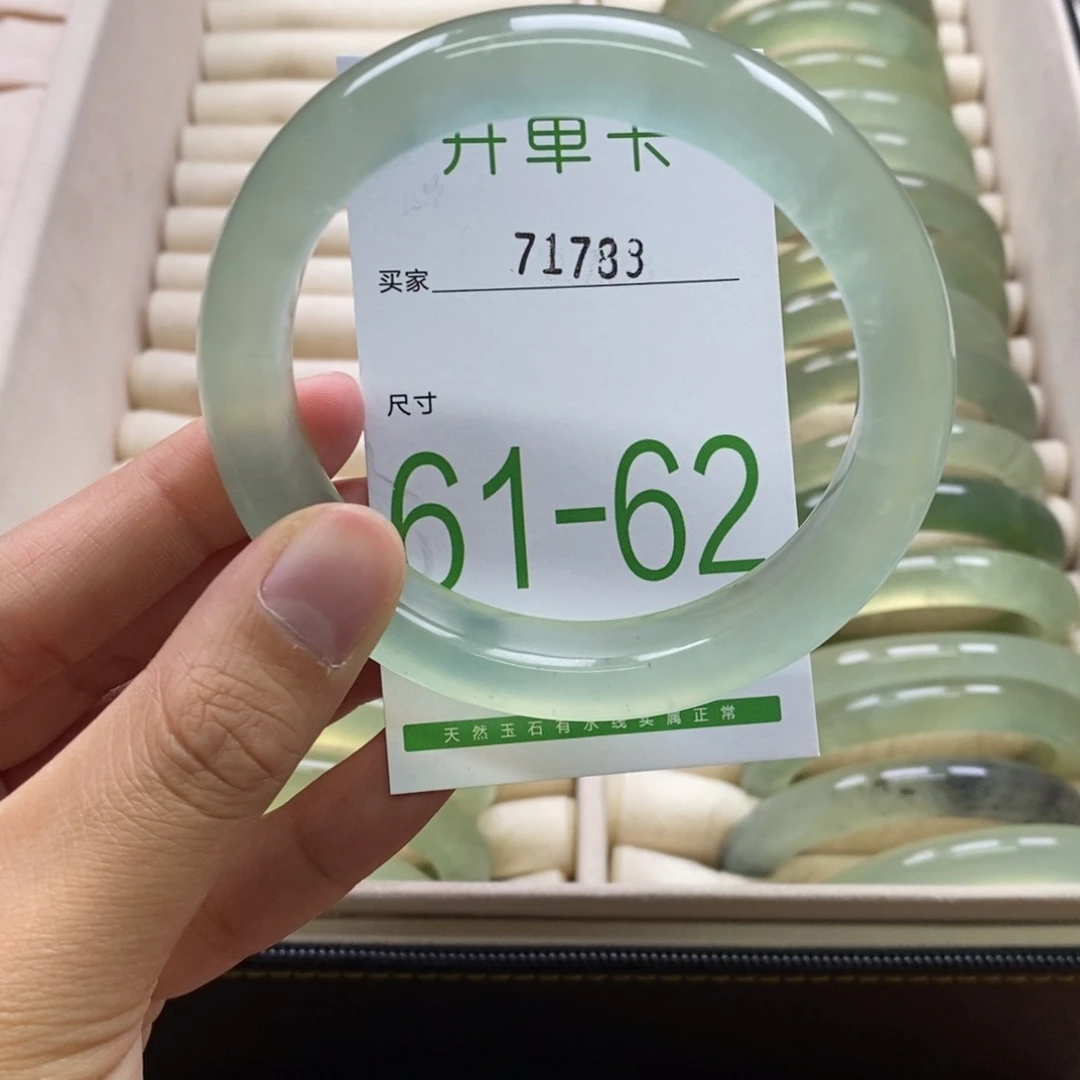 开单卡
买家 71783
尺寸
61-62
天然玉石有水线实属正常